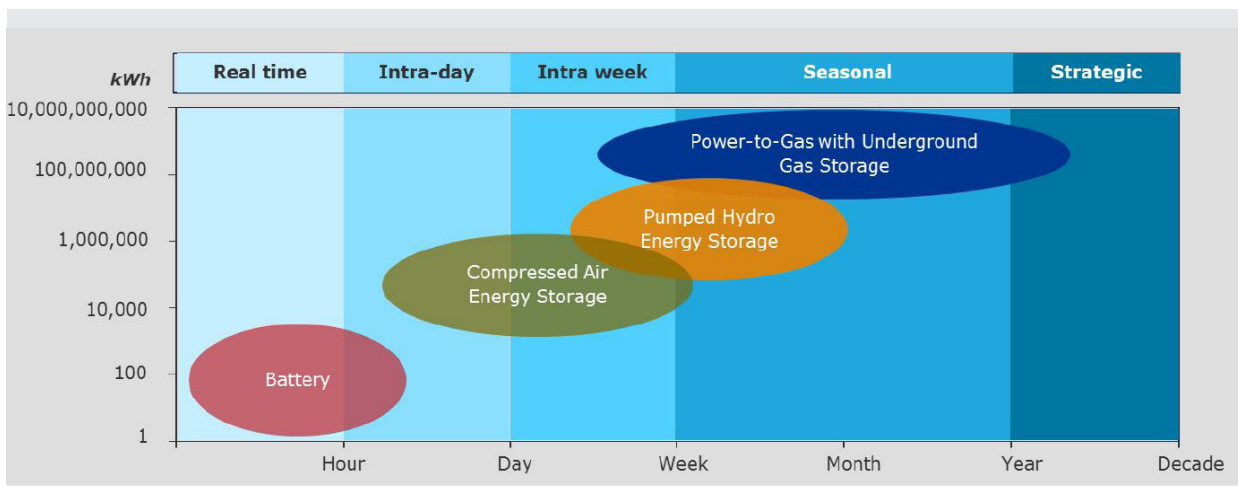 Real time
Intra-day
Intra week
Seasonal
Strategic
kWh
10,000,000,000
100,000,000
1,000,000
10,000
100
1
Power-to-Gas with Underground
Gas Storage
Pumped Hydro
Energy Storage
Compressed Air
Energy Storage
Battery
Hour
Day
Week
Month
Year
Decade